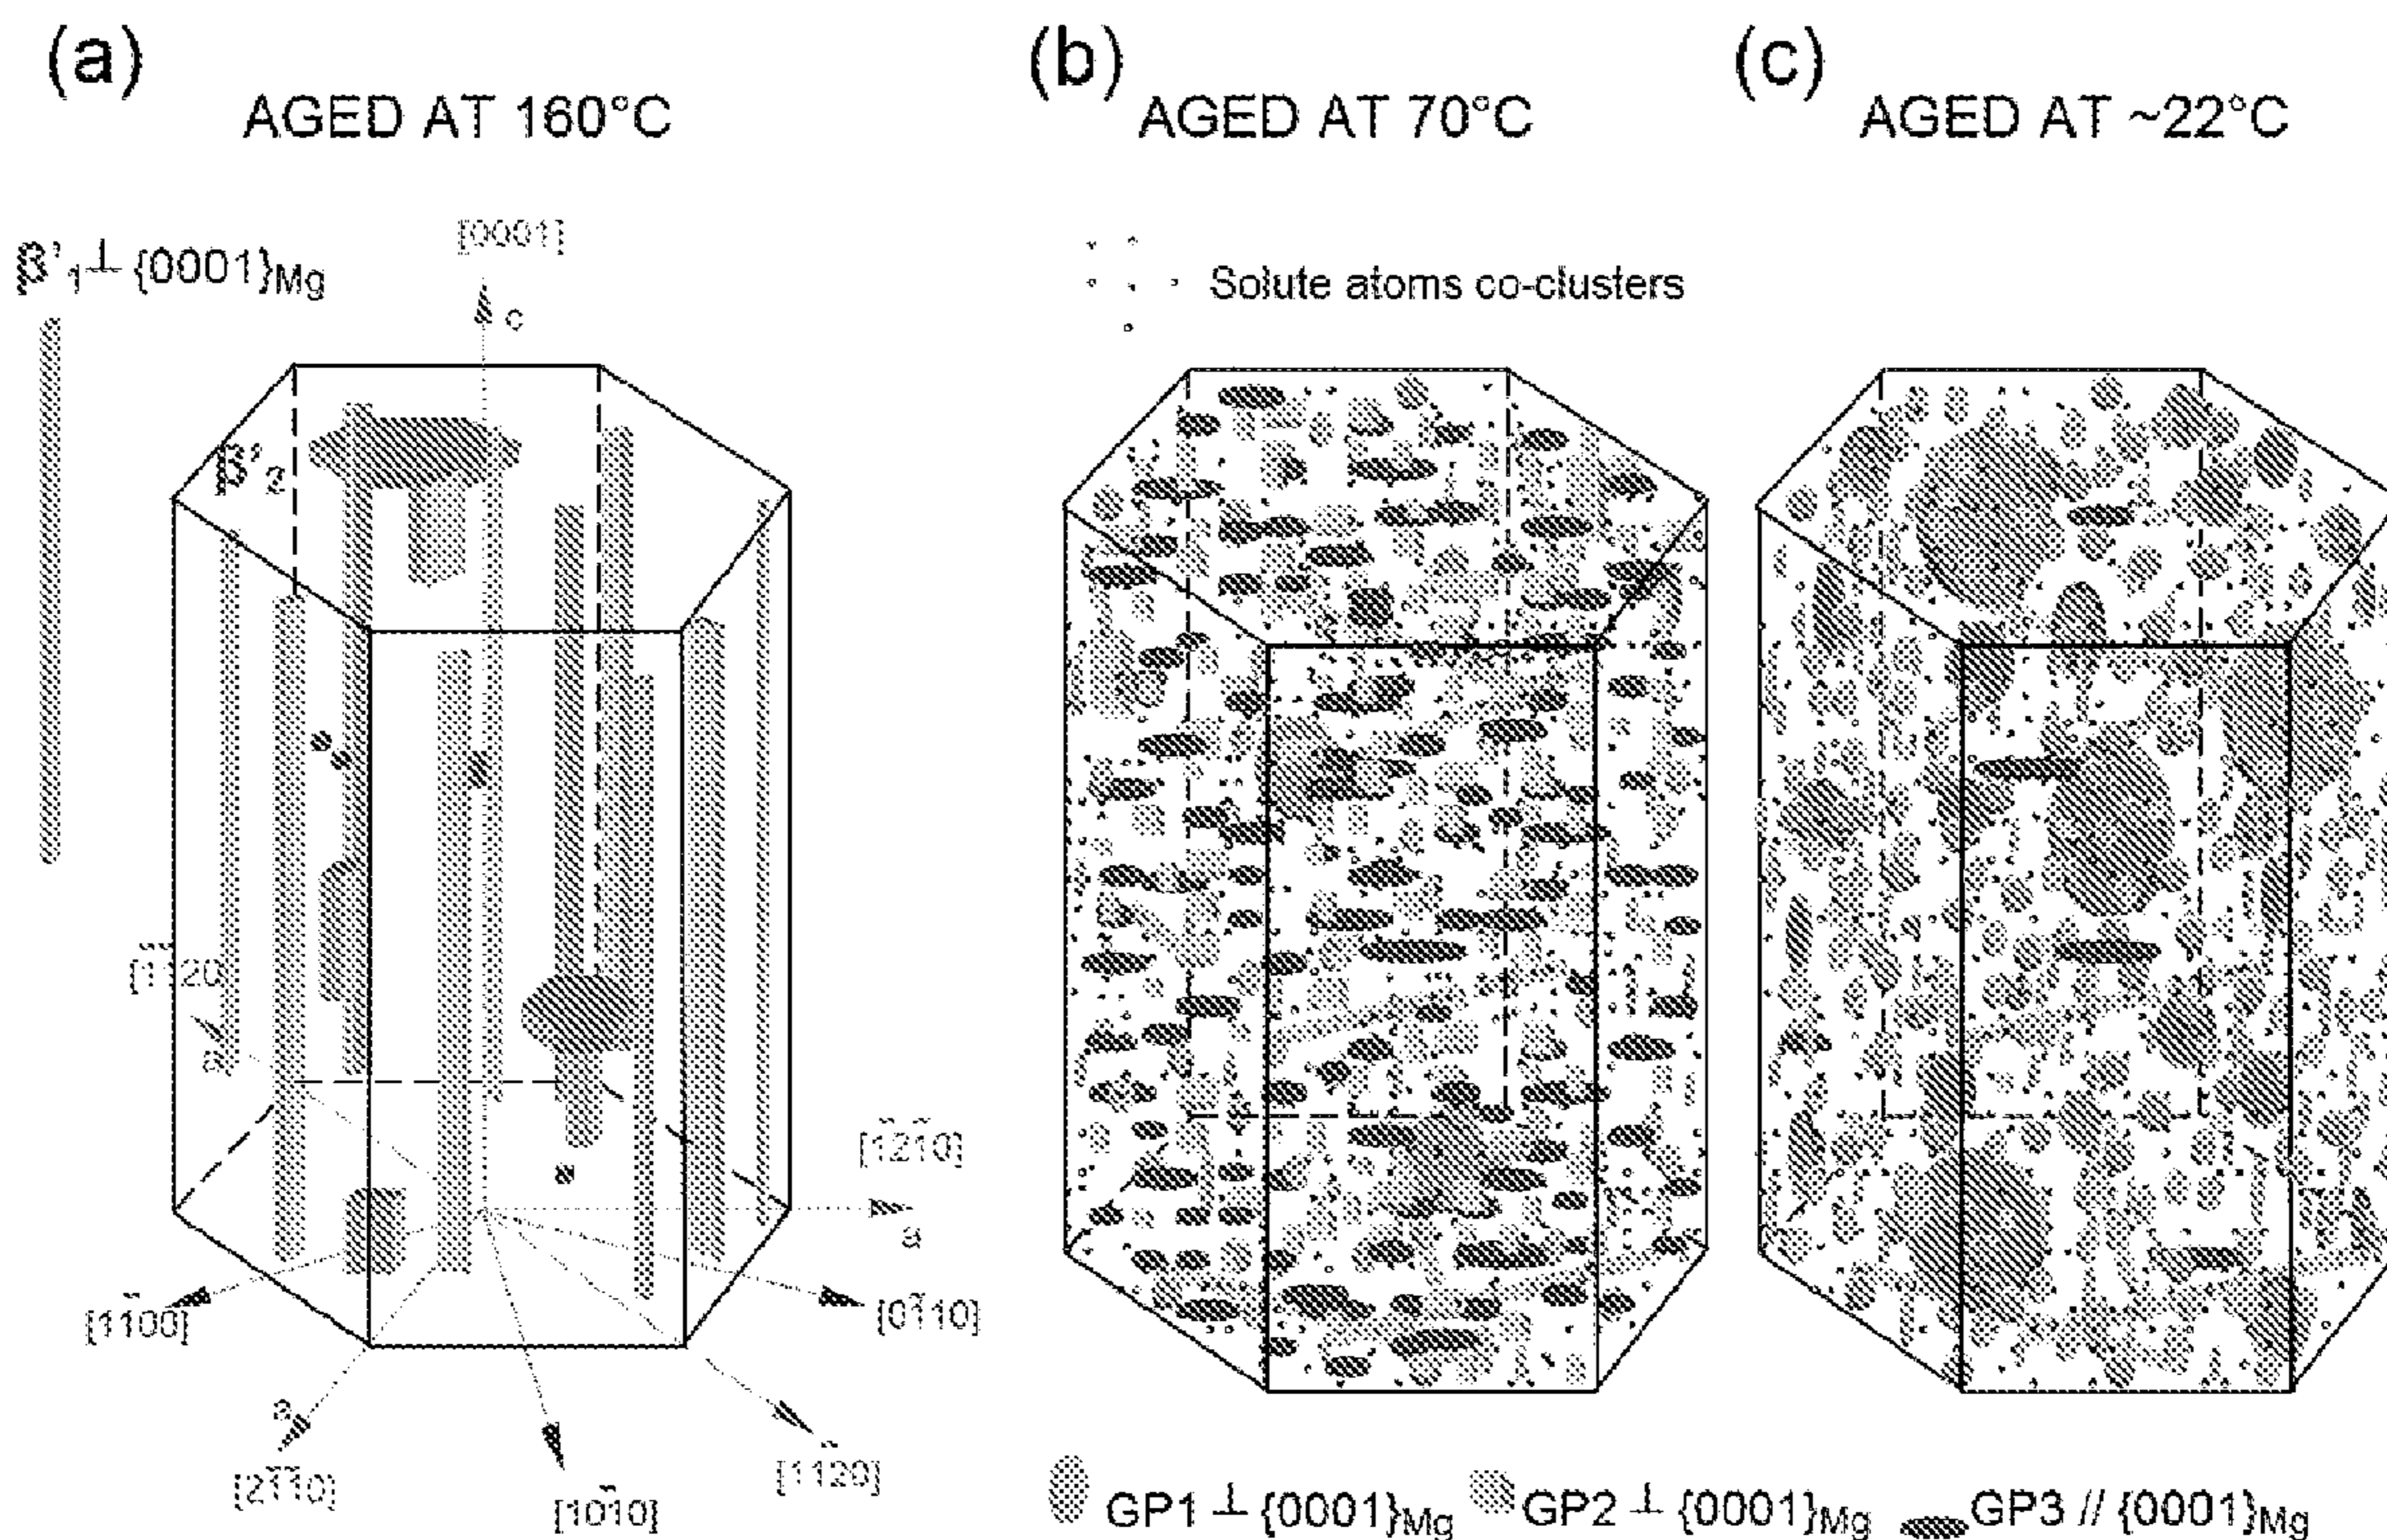 (a)
AGED AT 160°C
(b)
AGED AT 70°C
(c)
AGED AT ~22°C
β'₁ ⊥ {0001}Mg
[0001]
c
Solute atoms co-clusters
β'₂
[1̄1̄20
a
[1̄21̄0]
a
[11̄00]
[01̄10]
a
[21̄1̄0]
[101̄0]
[112̄0]
GP1 ⊥ {0001}Mg
GP2 ⊥ {0001}Mg
GP3 // {0001}Mg